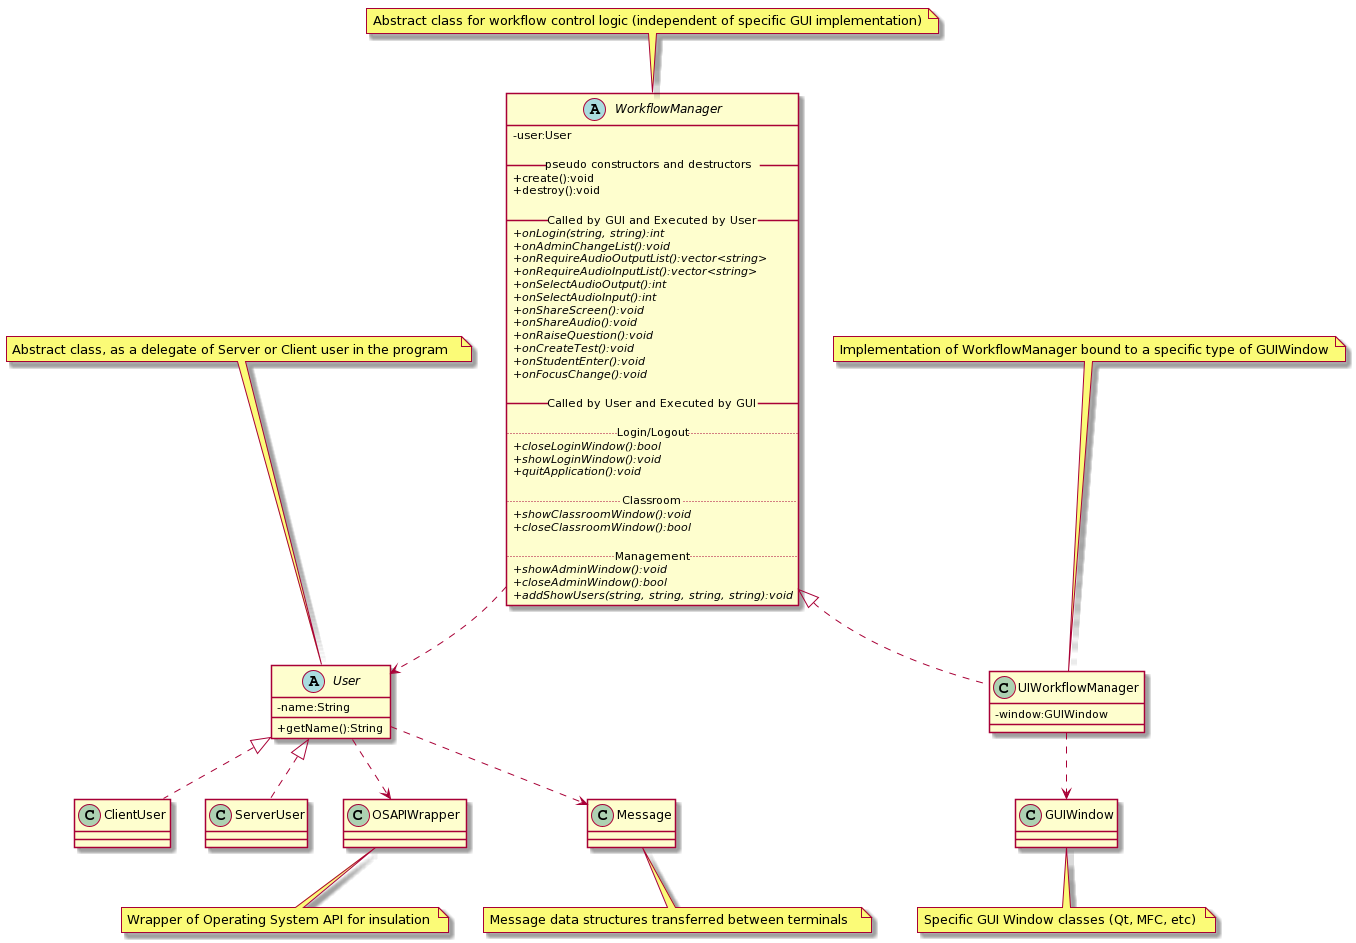 Abstract class for workflow control logic (independent of specific GUI implementation)
A WorkflowManager
-user:User
pseudo constructors and destructors
+create():void
+destroy():void
Called by GUI and Executed by User
+onLogin(string, string):int
+onAdminChangeList():void
+onRequireAudioOutputList():vector<string>
+onRequireAudioInputList():vector<string>
+onSelectAudioOutput():int
+onSelectAudioInput():int
+onShareScreen():void
+onShareAudio():void
+onRaiseQuestion():void
+onCreateTest():void
+onStudentEnter():void
+onFocusChange():void
Called by User and Executed by GUI
Login/Logout
+closeLoginWindow():bool
+showLoginWindow():void
+quitApplication():void
Classroom
+showClassroomWindow():void
+closeClassroomWindow():bool
Management
+showAdminWindow():void
+closeAdminWindow():bool
+addShowUsers(string, string, string, string):void
Abstract class, as a delegate of Server or Client user in the program
Implementation of WorkflowManager bound to a specific type of GUIWindow
A User
-name:String
+getName():String
C UIWorkflowManager
-window:GUIWindow
C ClientUser
C ServerUser
C OSAPIWrapper
C Message
C GUIWindow
Wrapper of Operating System API for insulation
Message data structures transferred between terminals
Specific GUI Window classes (Qt, MFC, etc)